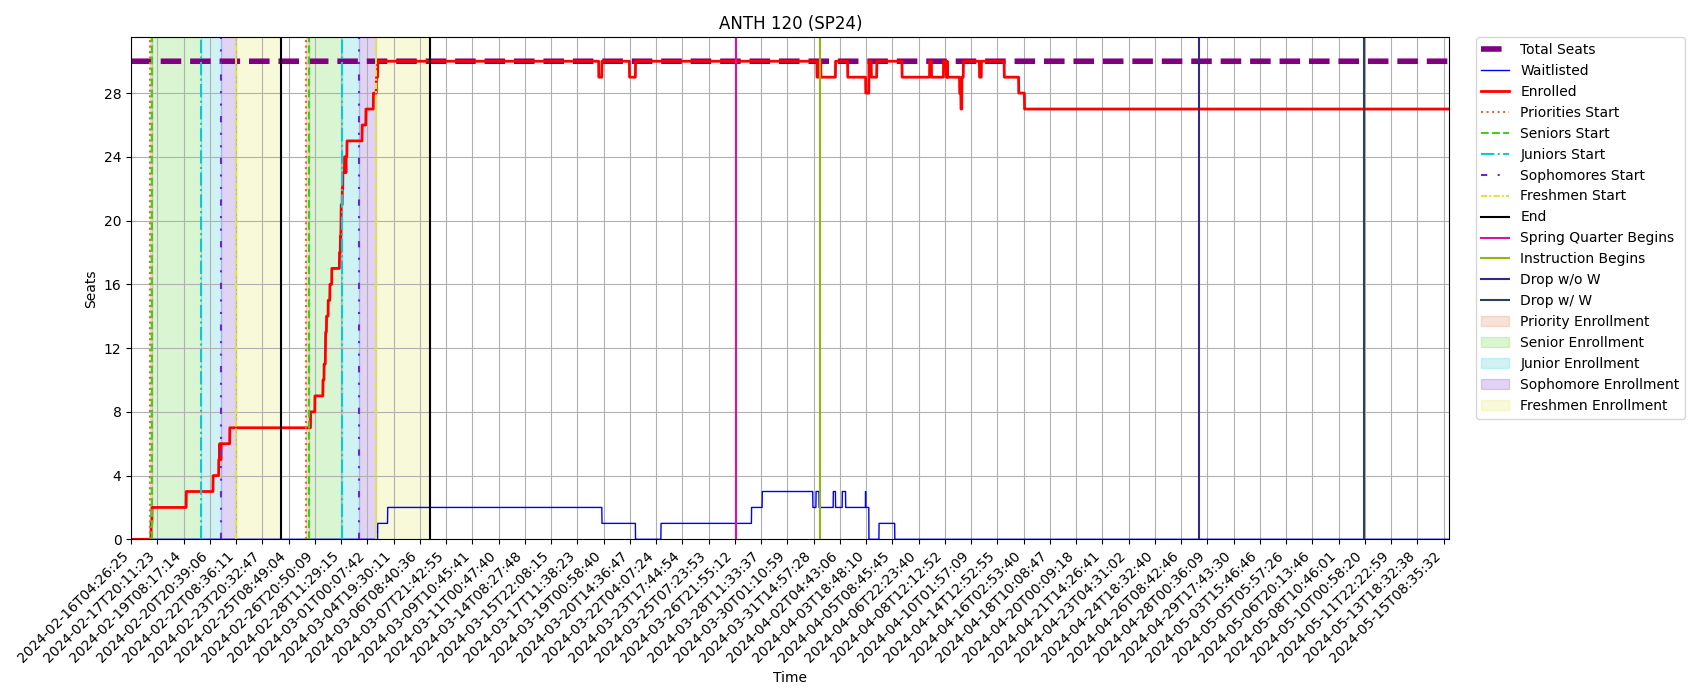 ANTH 120 (SP24)
Seats
28
24
20
16
12
8
4
0
2024-02-16T04:26:25
2024-02-17T20:11:23
2024-02-19T08:17:14
2024-02-20T20:39:06
2024-02-22T08:36:11
2024-02-23T20:32:47
2024-02-25T08:49:04
2024-02-26T20:50:09
2024-02-28T11:29:15
2024-03-01T00:07:42
2024-03-04T19:30:11
2024-03-06T08:40:36
2024-03-07T21:42:55
2024-03-09T10:45:41
2024-03-11T00:47:40
2024-03-14T08:27:48
2024-03-15T22:08:15
2024-03-17T11:38:23
2024-03-19T00:58:40
2024-03-20T14:36:47
2024-03-22T04:07:24
2024-03-23T17:44:54
2024-03-25T07:23:53
2024-03-26T21:55:12
2024-03-28T11:33:37
2024-03-30T01:10:59
2024-03-31T14:57:28
2024-04-02T04:43:06
2024-04-03T18:48:16
2024-04-05T08:45:45
2024-04-06T22:23:40
2024-04-08T12:12:52
2024-04-10T01:57:09
2024-04-14T12:52:55
2024-04-16T02:53:40
2024-04-18T10:08:47
2024-04-20T00:09:18
2024-04-21T14:26:41
2024-04-23T04:31:02
2024-04-24T18:32:40
2024-04-26T08:42:46
2024-04-28T00:36:09
2024-04-29T17:43:30
2024-05-03T15:46:46
2024-05-05T05:57:26
2024-05-06T20:13:46
2024-05-08T10:46:01
2024-05-10T00:58:20
2024-05-11T22:22:59
2024-05-13T18:32:38
2024-05-15T08:35:32
Time
Total Seats
Waitlisted
Enrolled
Priorities Start
Seniors Start
Juniors Start
Sophomores Start
Freshmen Start
End
Spring Quarter Begins
Instruction Begins
Drop w/o W
Drop w/ W
Priority Enrollment
Senior Enrollment
Junior Enrollment
Sophomore Enrollment
Freshmen Enrollment